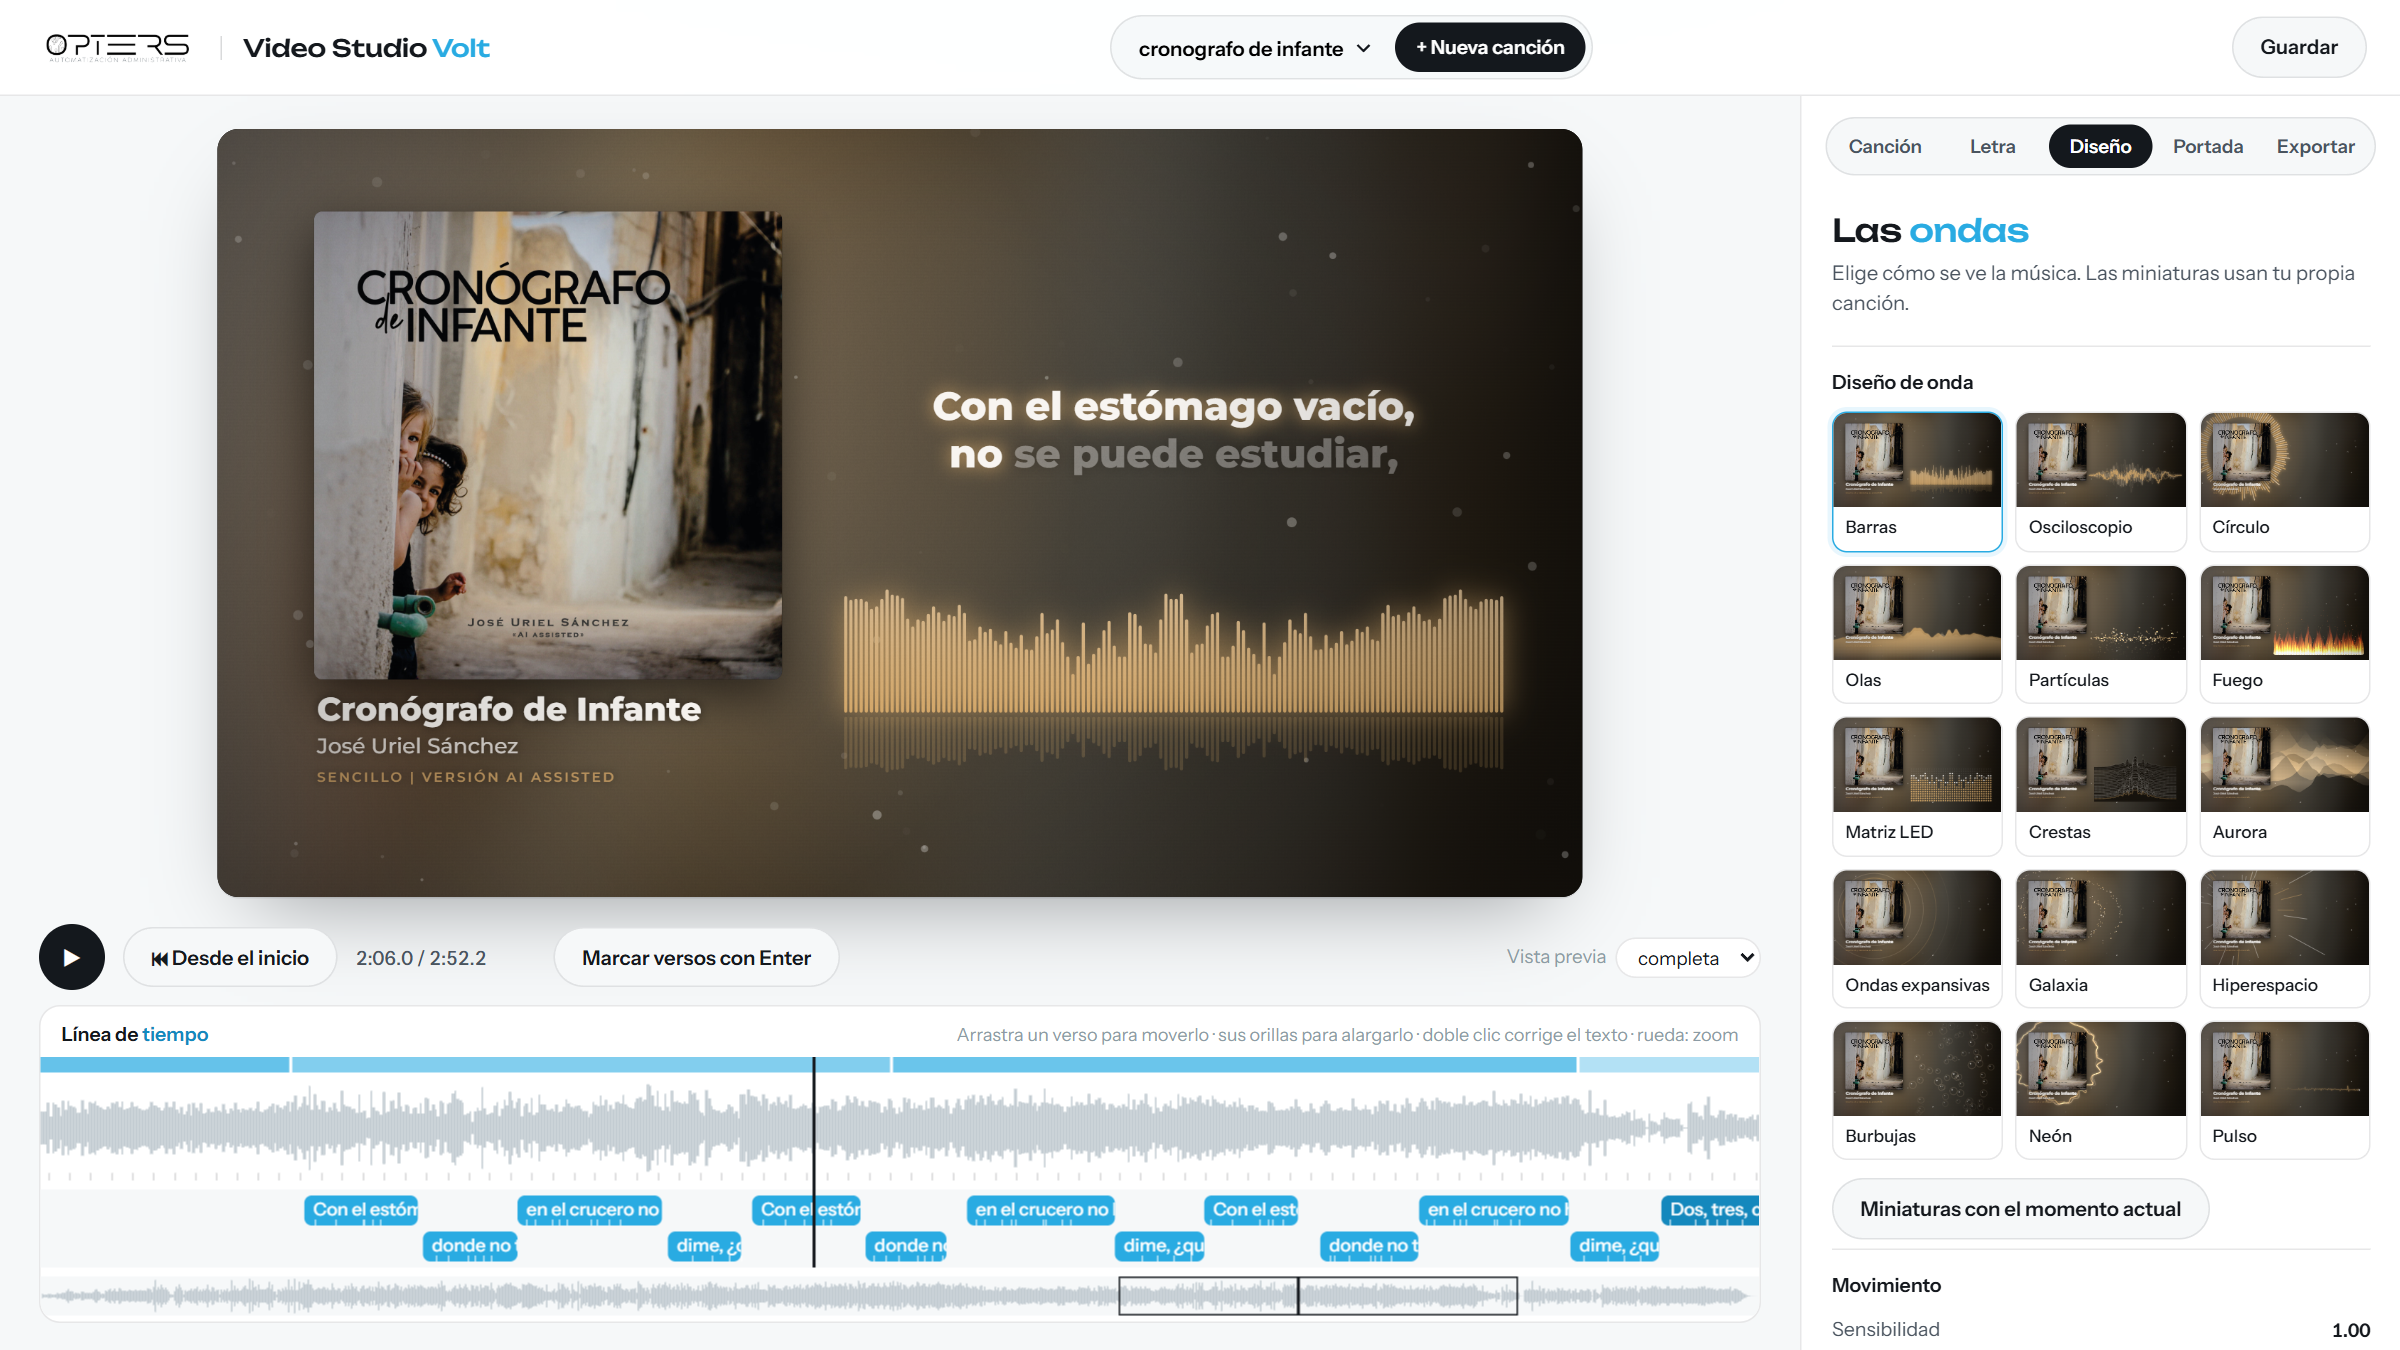 OPTERS
AUTOMATIZACIÓN ADMINISTRATIVA
Video Studio Volt
cronografo de infante
+ Nueva canción
Guardar
CRONÓGRAFO
de INFANTE
JOSÉ URIEL SÁNCHEZ
«AI ASSISTED»
Cronógrafo de Infante
José Uriel Sánchez
SENCILLO | VERSIÓN AI ASSISTED
Con el estómago vacío,
no se puede estudiar,
Desde el inicio
2:06.0 / 2:52.2
Marcar versos con Enter
Vista previa
completa
Línea de tiempo
Arrastra un verso para moverlo · sus orillas para alargarlo · doble clic corrige el texto · rueda: zoom
Con el estóm
en el crucero no
Con el estór
en el crucero no
Con el est
en el crucero no
Dos, tres, c
donde no
dime, ¿
donde n
dime, ¿qu
donde no t
dime, ¿qu
Canción
Letra
Diseño
Portada
Exportar
Las ondas
Elige cómo se ve la música. Las miniaturas usan tu propia
canción.
Diseño de onda
Barras
Osciloscopio
Círculo
Olas
Partículas
Fuego
Matriz LED
Crestas
Aurora
Ondas expansivas
Galaxia
Hiperespacio
Burbujas
Neón
Pulso
Miniaturas con el momento actual
Movimiento
Sensibilidad
1.00